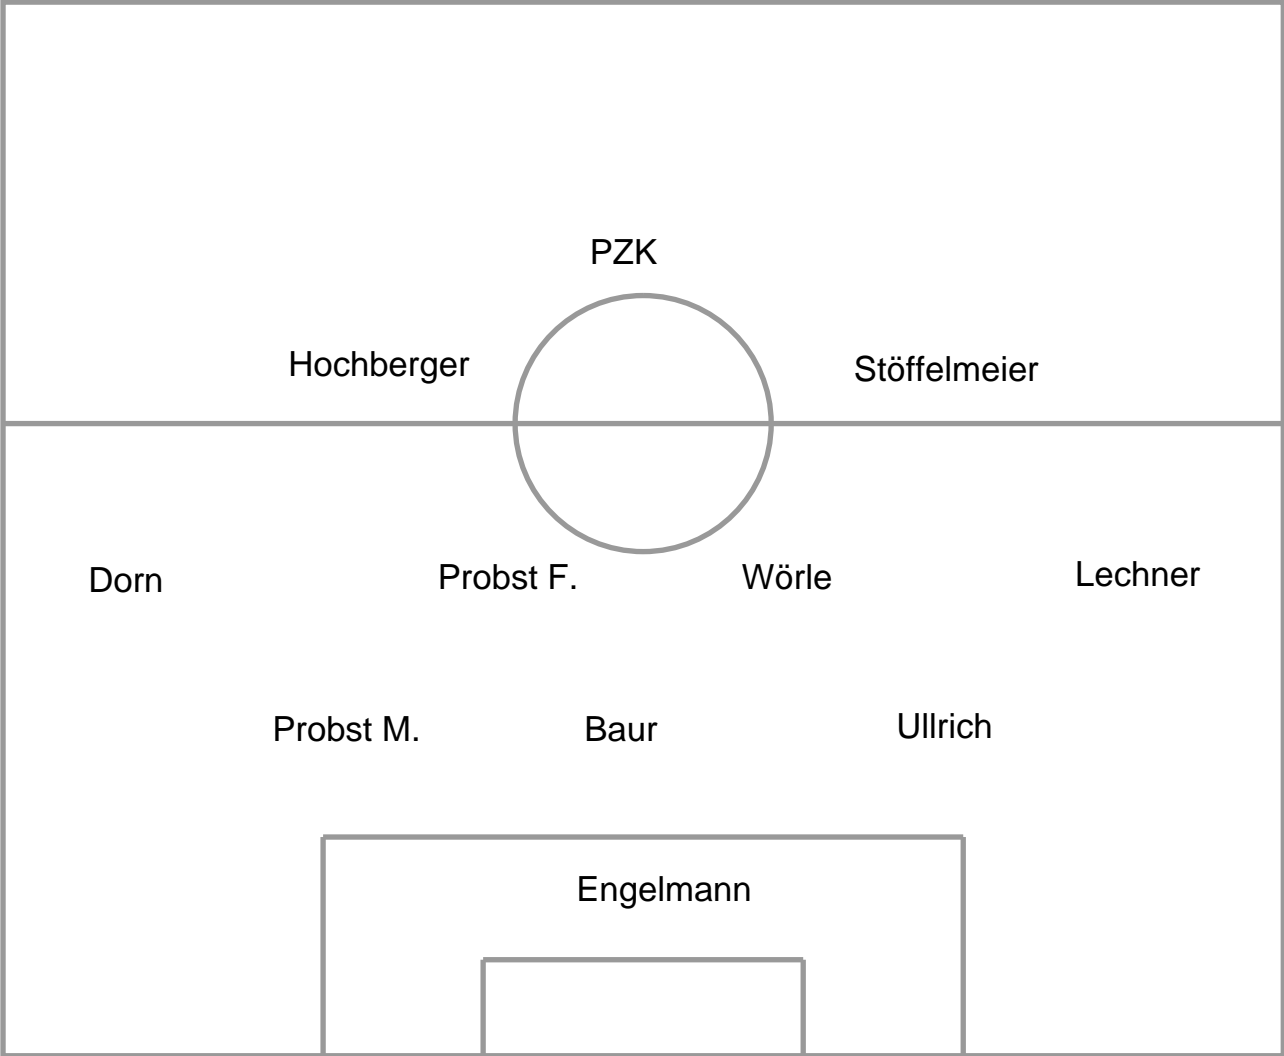 PZK
Hochberger
Stöffelmeier
Dorn
Probst F.
Wörle
Lechner
Probst M.
Baur
Ullrich
Engelmann